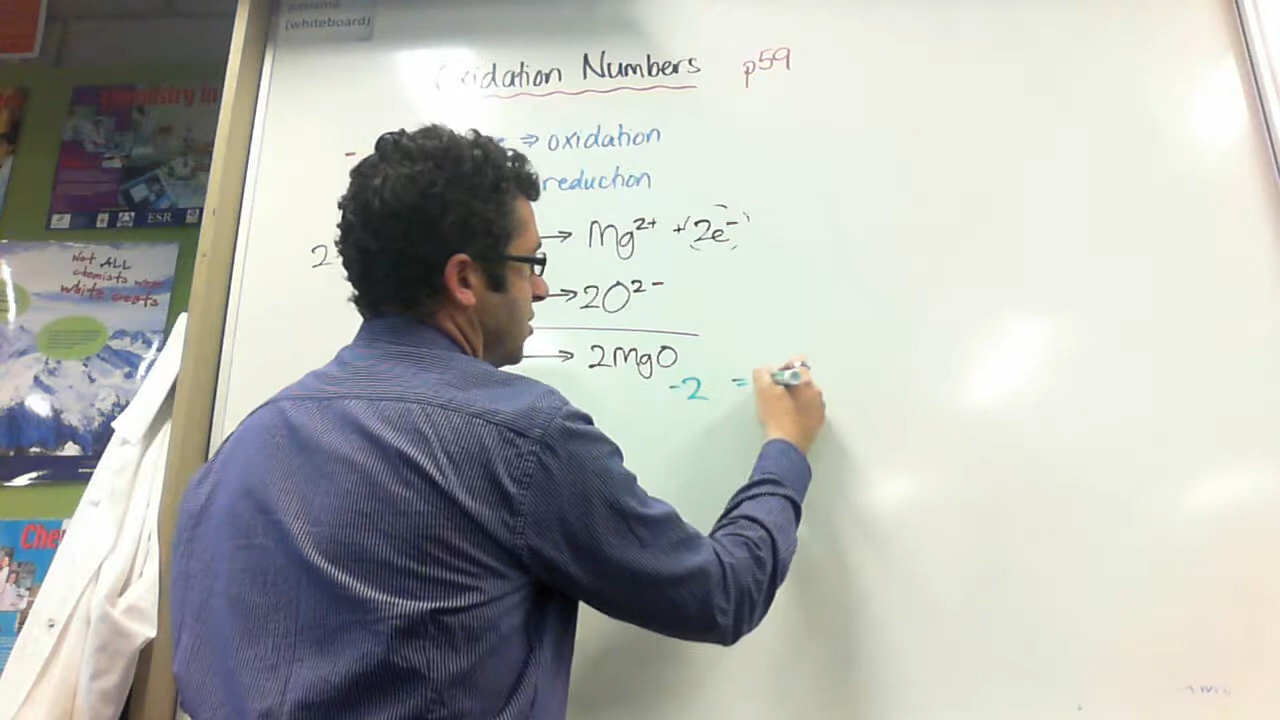 (whiteboard)
Oxidation Numbers p59
⇒ oxidation
reduction
2 → Mg²⁺ + 2e⁻
→ 2O²⁻
→ 2MgO
-2 =
chemistry in
ESR
Not ALL
chemists wear
white coats
Che